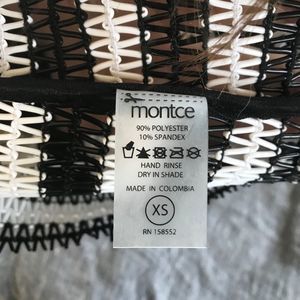 montce
90% POLYESTER
10% SPANDEX
HAND RINSE
DRY IN SHADE
MADE IN COLOMBIA
XS
RN 158552